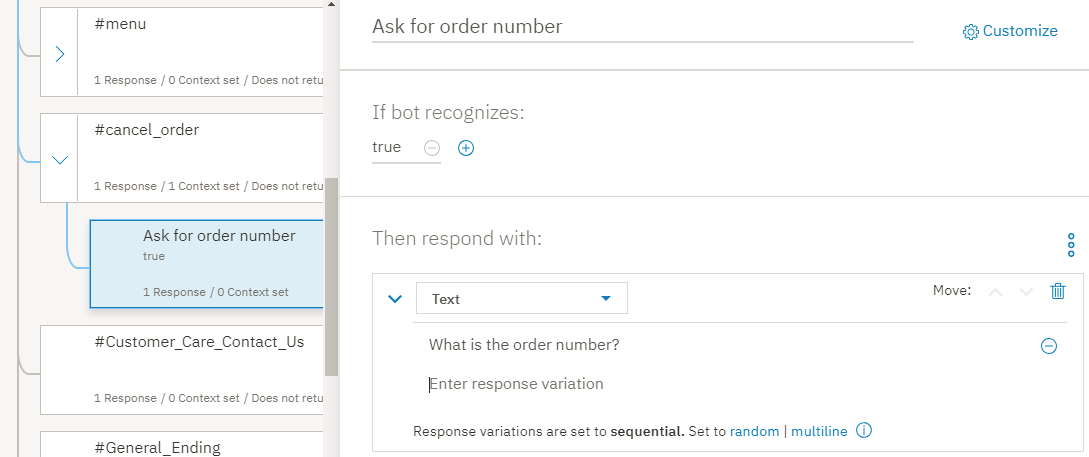 #menu
1 Response / 0 Context set / Does not retu
#cancel_order
1 Response / 1 Context set / Does not retu
Ask for order number
true
1 Response / 0 Context set
#Customer_Care_Contact_Us
1 Response / 0 Context set / Does not retu
#General_Ending
Ask for order number
Customize
If bot recognizes:
true
Then respond with:
Text
Move:
What is the order number?
Enter response variation
Response variations are set to sequential. Set to random | multiline